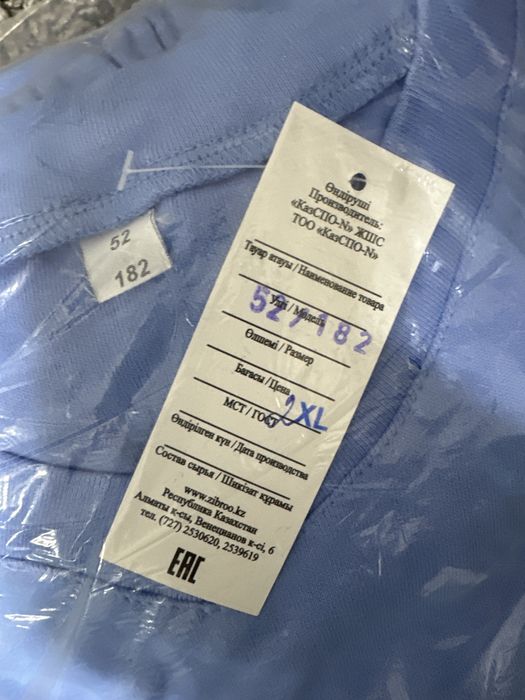 52
182
Өндіруші
Производитель:
«КазСПО-N» ЖШС
ТОО «КазСПО-N»
Тауар атауы / Наименование товара
Үлгі / Модель
52/182
Өлшемі / Размер
Бағасы / Цена
2XL
МСТ / ГОСТ
Өндірілген күн / Дата производства
Состав сырья / Шикізат құрамы
www.zibroo.kz
Республика Казахстан
Алматы к-сы, Венецианов к-сі, 6
тел. (727) 2530620, 2539619
EAC